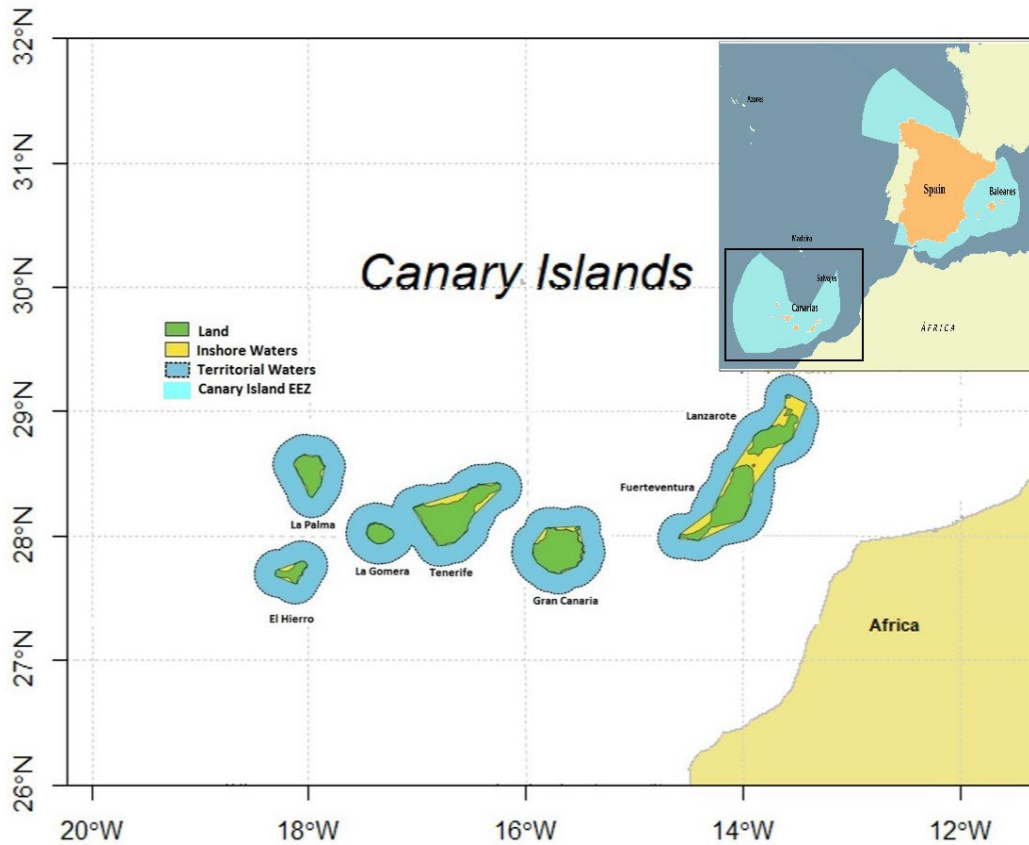 32°N
31°N
30°N
29°N
28°N
27°N
26°N
Azores
Spain
Baleares
Madeira
Salvajes
Canarias
ÁFRICA
Canary Islands
Land
Inshore Waters
Territorial Waters
Canary Island EEZ
Lanzarote
Fuerteventura
La Palma
La Gomera
Tenerife
Gran Canaria
El Hierro
Africa
20°W
18°W
16°W
14°W
12°W